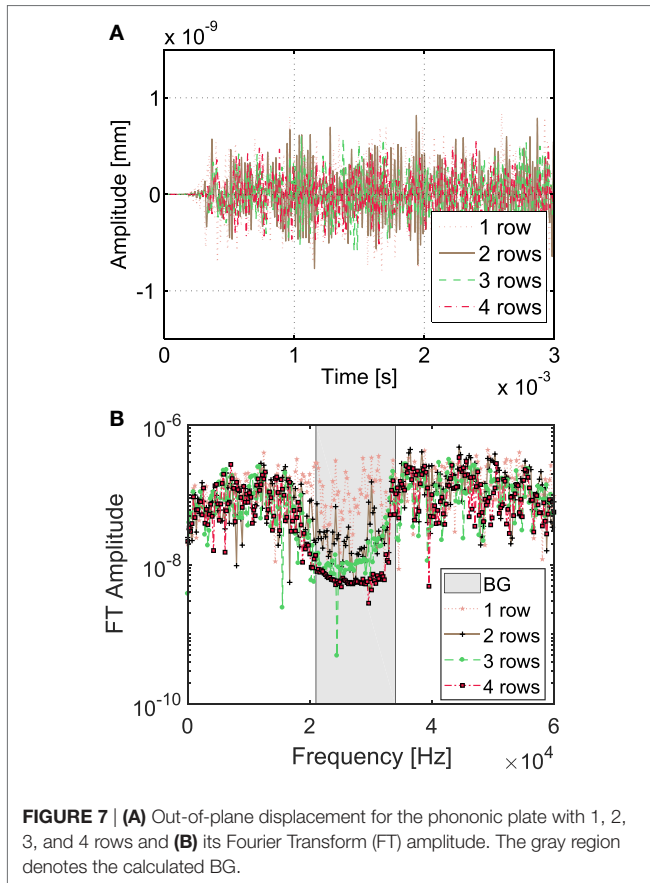 A
x 10^-9
Amplitude [mm]
1
0
-1
1 row
2 rows
3 rows
4 rows
0
1
2
3
Time [s]
x 10^-3
B
FT Amplitude
10^-6
10^-8
10^-10
BG
1 row
2 rows
3 rows
4 rows
0
2
4
6
Frequency [Hz]
×10^4
FIGURE 7 | (A) Out-of-plane displacement for the phononic plate with 1, 2,
3, and 4 rows and (B) its Fourier Transform (FT) amplitude. The gray region
denotes the calculated BG.